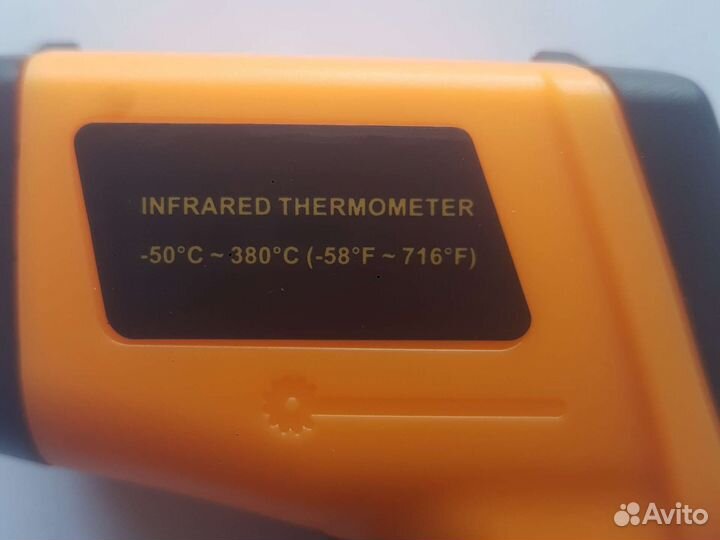 INFRARED THERMOMETER
-50°C ~ 380°C (-58°F ~ 716°F)
Avito